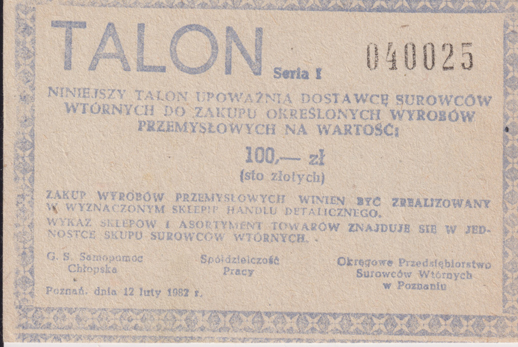 TALON Seria I 040025
NINIEJSZY TALON UPOWAŻNIA DOSTAWCĘ SUROWCÓW
WTÓRNYCH DO ZAKUPU OKREŚLONYCH WYROBÓW
PRZEMYSŁOWYCH NA WARTOŚĆ:
100,— zł
(sto złotych)
ZAKUP WYROBÓW PRZEMYSŁOWYCH WINIEN BYĆ ZREALIZOWANY
W WYZNACZONYM SKLEPIE HANDLU DETALICZNEGO.
WYKAZ SKLEPÓW I ASORTYMENT TOWARÓW ZNAJDUJE SIĘ W JED-
NOSTCE SKUPU SUROWCÓW WTÓRNYCH.
G. S. Samopomoc Spółdzielczość Okręgowe Przedsiębiorstwo
Chłopska Pracy Surowców Wtórnych
w Poznaniu
Poznań, dnia 12 luty 1982 r.